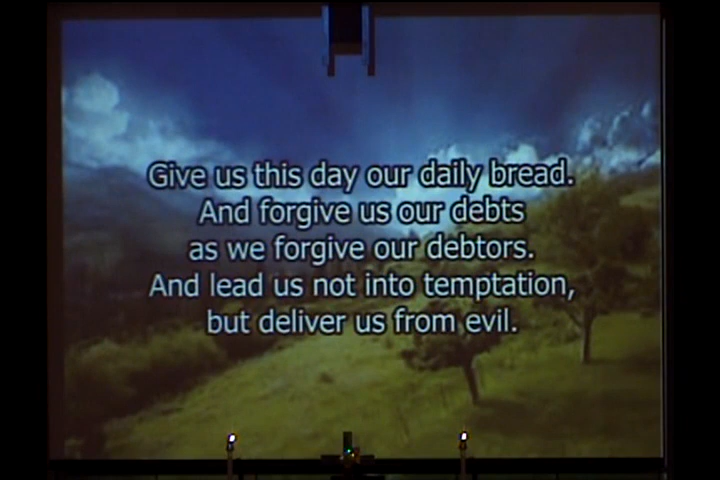 Give us this day our daily bread.
And forgive us our debts
as we forgive our debtors.
And lead us not into temptation,
but deliver us from evil.